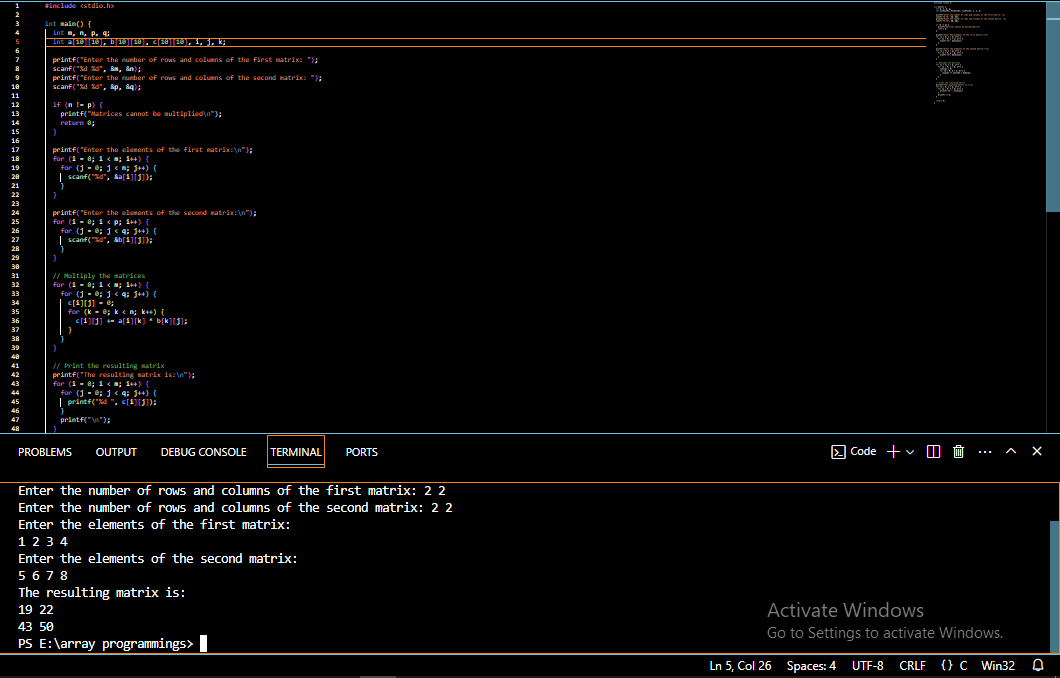 1 #include <stdio.h>
2
3 int main() {
4 int m, n, p, q;
5 int a[10][10], b[10][10], c[10][10], i, j, k;
6
7 printf("Enter the number of rows and columns of the first matrix: ");
8 scanf("%d %d", &m, &n);
9 printf("Enter the number of rows and columns of the second matrix: ");
10 scanf("%d %d", &p, &q);
11
12 if (n != p) {
13 printf("Matrices cannot be multiplied\n");
14 return 0;
15 }
16
17 printf("Enter the elements of the first matrix:\n");
18 for (i = 0; i < m; i++) {
19 for (j = 0; j < n; j++) {
20 scanf("%d", &a[i][j]);
21 }
22 }
23
24 printf("Enter the elements of the second matrix:\n");
25 for (i = 0; i < p; i++) {
26 for (j = 0; j < q; j++) {
27 scanf("%d", &b[i][j]);
28 }
29 }
30
31 // Multiply the matrices
32 for (i = 0; i < m; i++) {
33 for (j = 0; j < q; j++) {
34 c[i][j] = 0;
35 for (k = 0; k < n; k++) {
36 c[i][j] += a[i][k] * b[k][j];
37 }
38 }
39 }
40
41 // Print the resulting matrix
42 printf("The resulting matrix is:\n");
43 for (i = 0; i < m; i++) {
44 for (j = 0; j < q; j++) {
45 printf("%d ", c[i][j]);
46 }
47 printf("\n");
48 }
PROBLEMS OUTPUT DEBUG CONSOLE TERMINAL PORTS Code
Enter the number of rows and columns of the first matrix: 2 2
Enter the number of rows and columns of the second matrix: 2 2
Enter the elements of the first matrix:
1 2 3 4
Enter the elements of the second matrix:
5 6 7 8
The resulting matrix is:
19 22
43 50
PS E:\array programmings>
Activate Windows
Go to Settings to activate Windows.
Ln 5, Col 26 Spaces: 4 UTF-8 CRLF {} C Win32